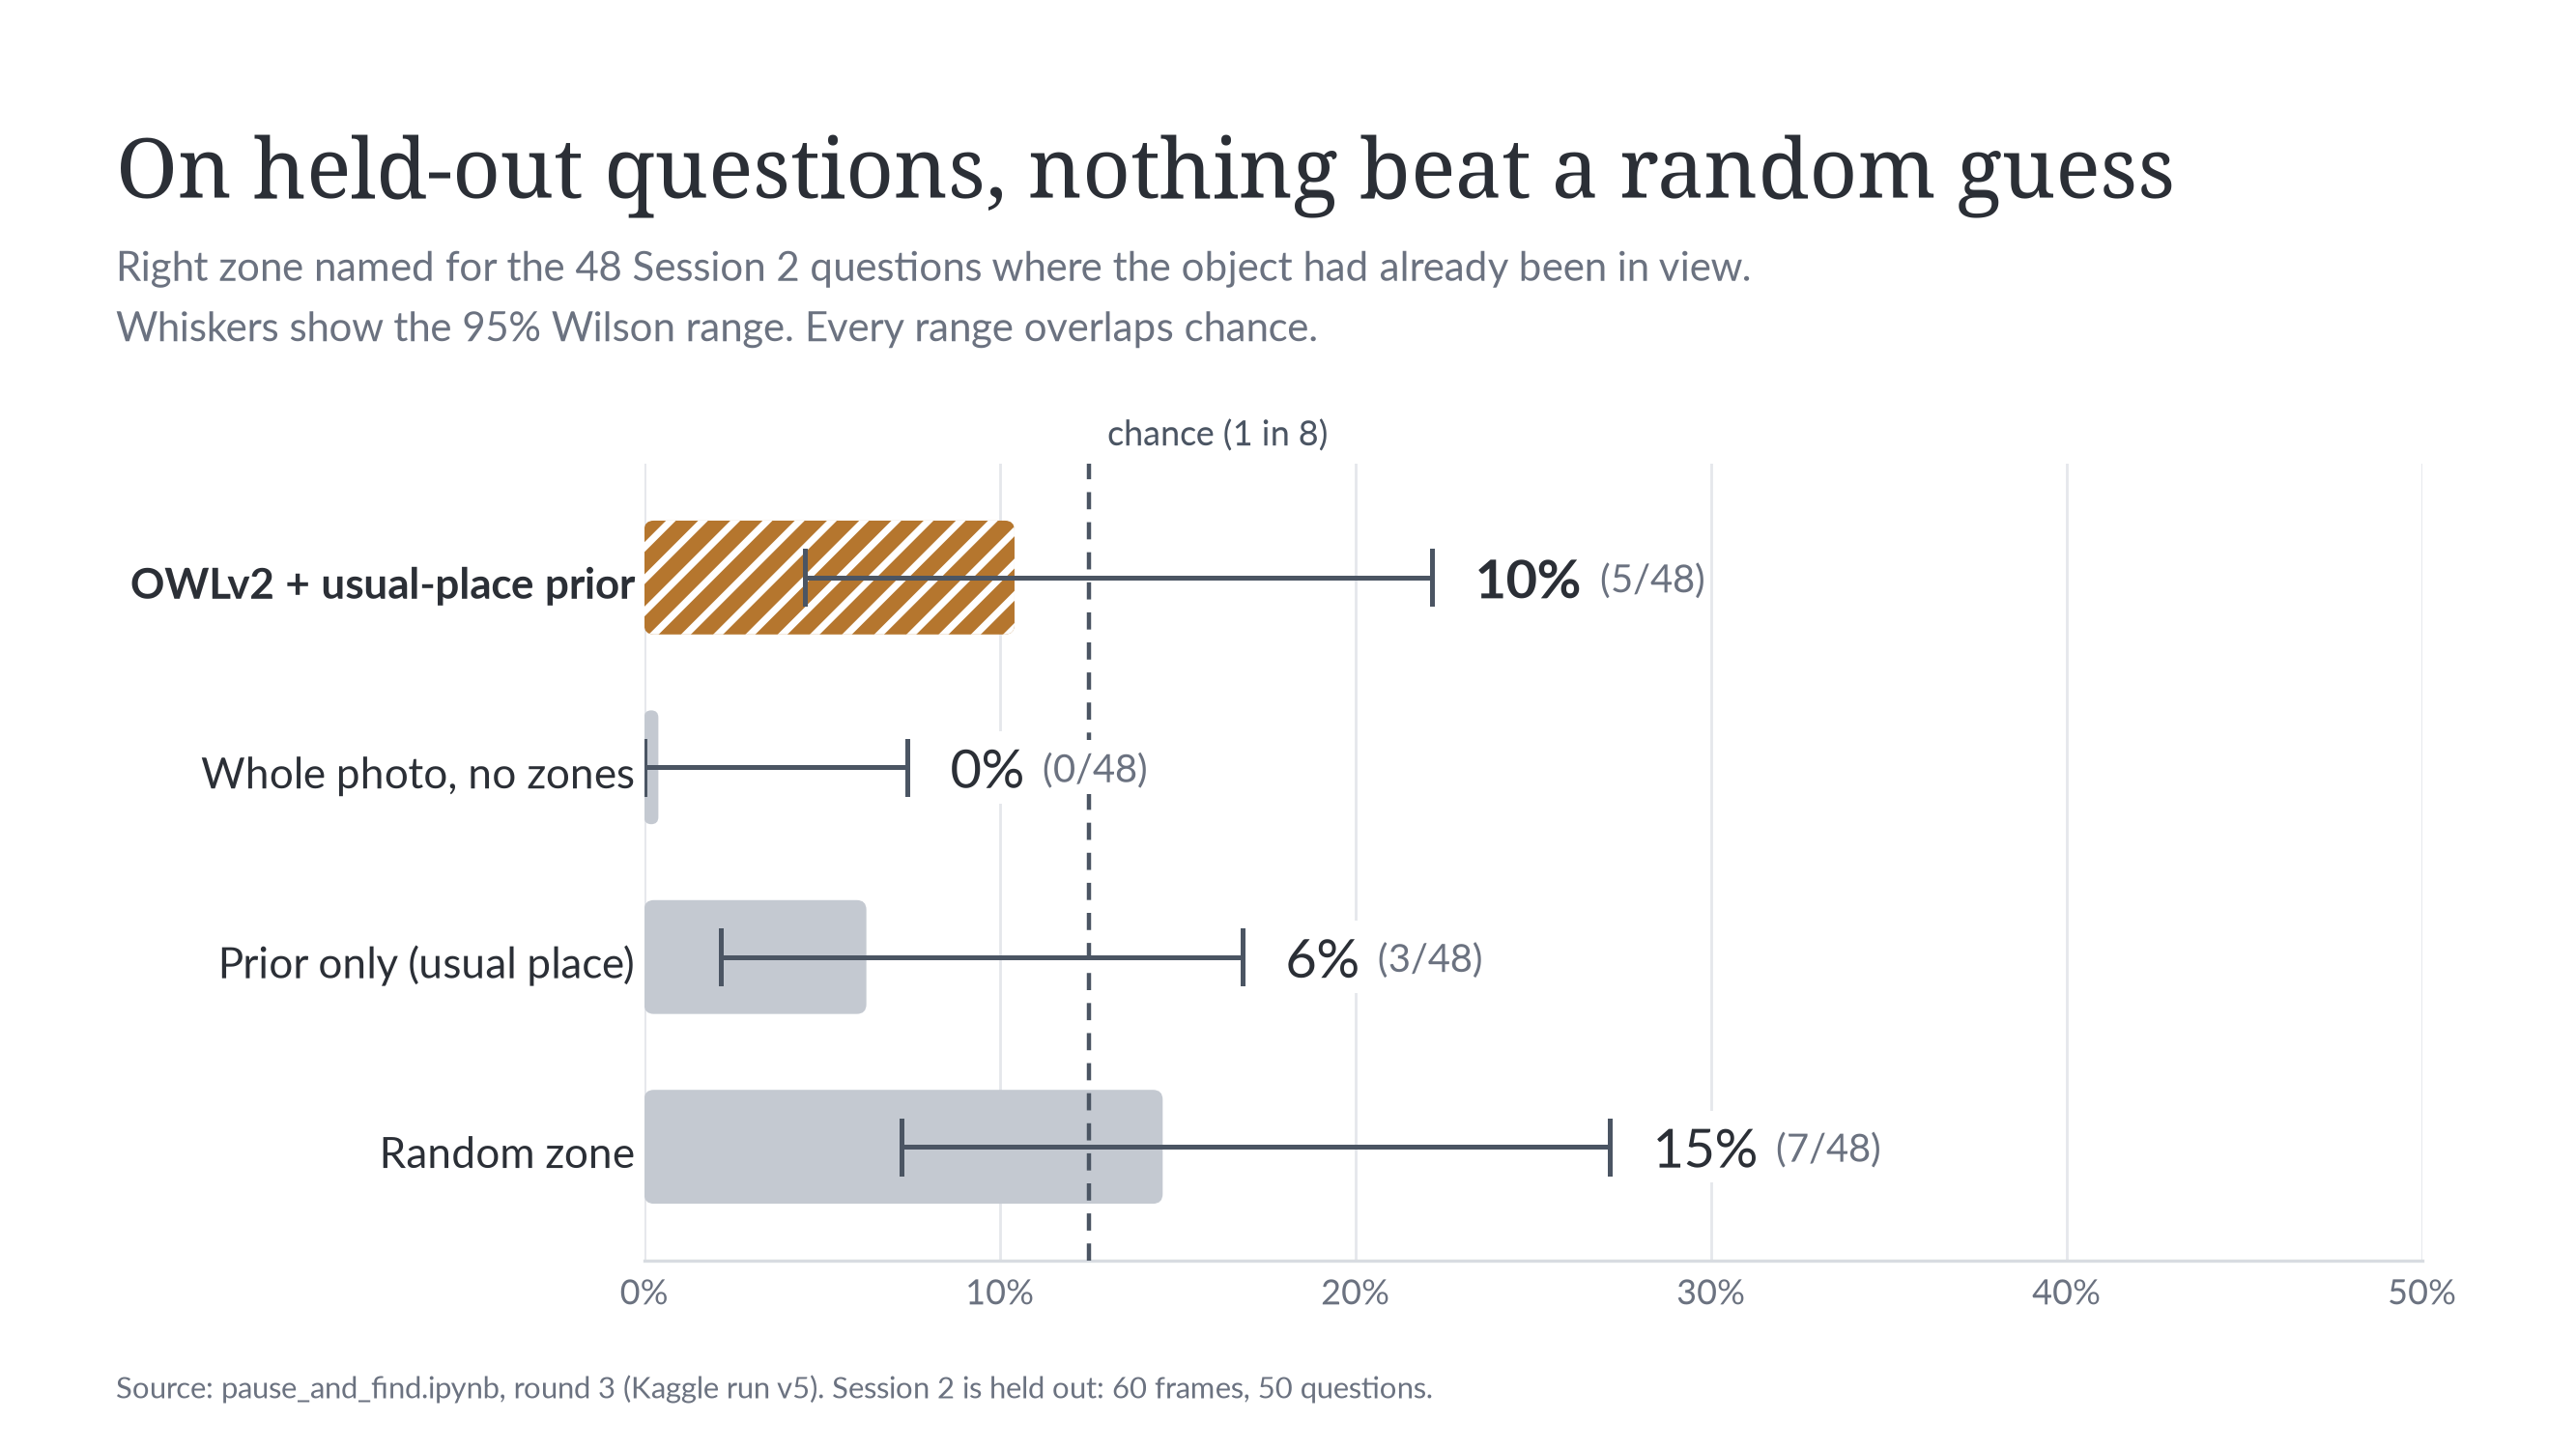 On held-out questions, nothing beat a random guess
Right zone named for the 48 Session 2 questions where the object had already been in view.
Whiskers show the 95% Wilson range. Every range overlaps chance.
chance (1 in 8)
OWLv2 + usual-place prior
10% (5/48)
Whole photo, no zones
0% (0/48)
Prior only (usual place)
6% (3/48)
Random zone
15% (7/48)
0% 10% 20% 30% 40% 50%
Source: pause_and_find.ipynb, round 3 (Kaggle run v5). Session 2 is held out: 60 frames, 50 questions.